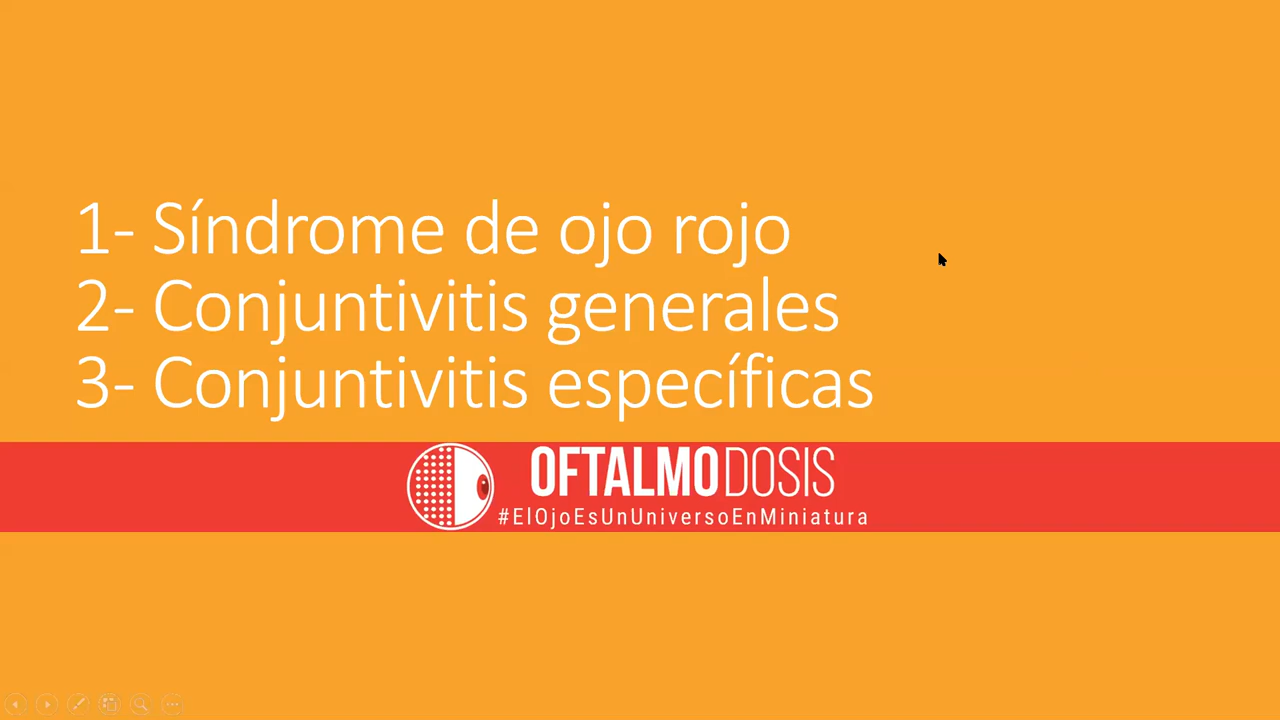 1- Síndrome de ojo rojo
2- Conjuntivitis generales
3- Conjuntivitis específicas
OFTALMODOSIS
#ElOjoEsUnUniversoEnMiniatura